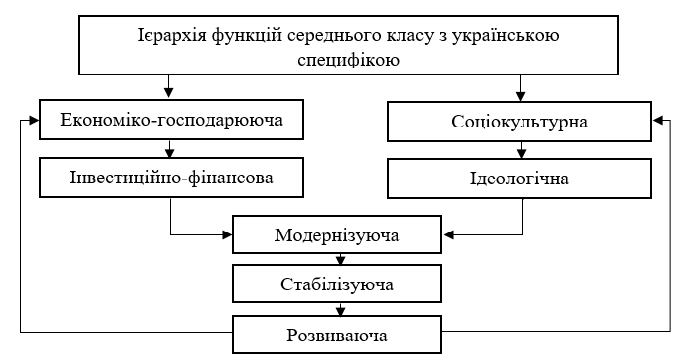 Ієрархія функцій середнього класу з українською
специфікою
Економіко-господарююча
Соціокультурна
Інвестиційно-фінансова
Ідеологічна
Модернізуюча
Стабілізуюча
Розвиваюча